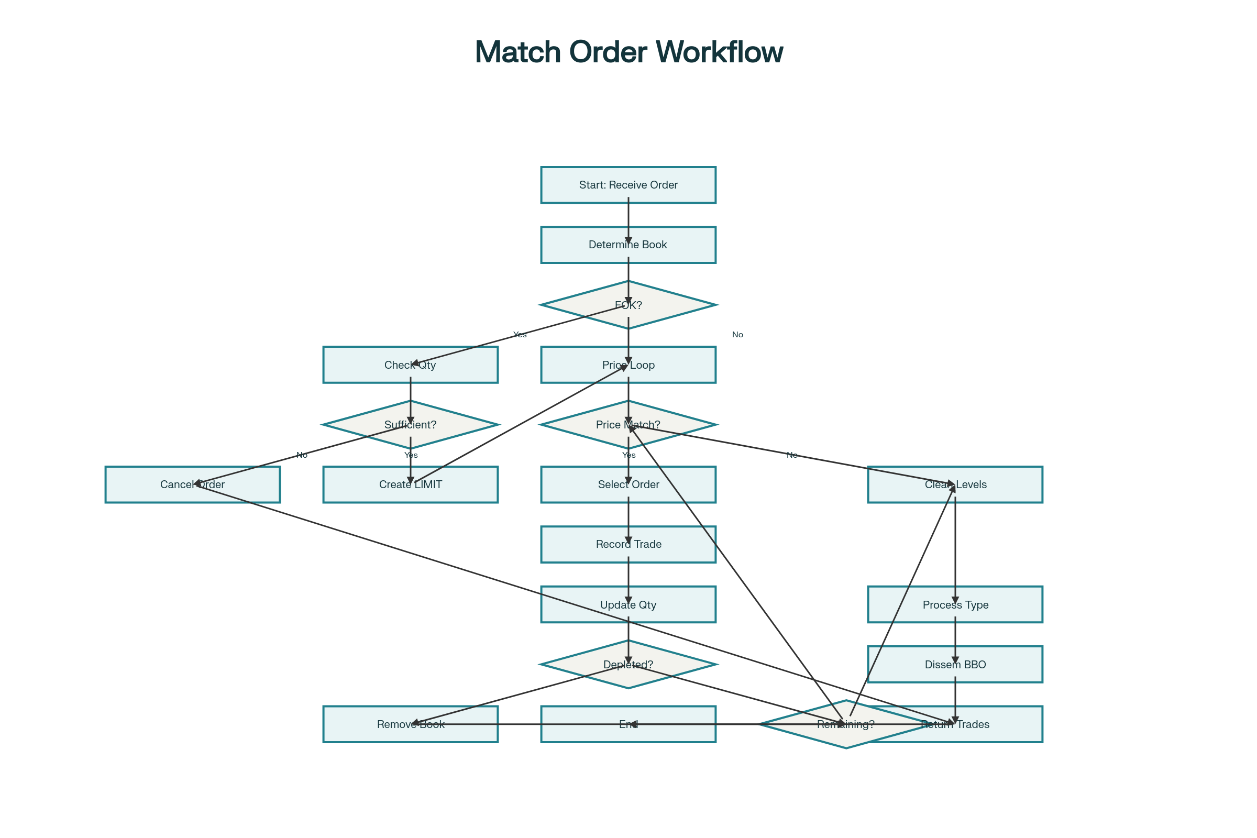 Match Order Workflow
Start: Receive Order
Determine Book
FOK?
Yes
No
Check Qty
Price Loop
Sufficient?
Price Match?
No
Yes
Yes
No
Cancel Order
Create LIMIT
Select Order
Clear Levels
Record Trade
Update Qty
Process Type
Depleted?
Dissem BBO
Remove Book
End
Remaining?
Return Trades